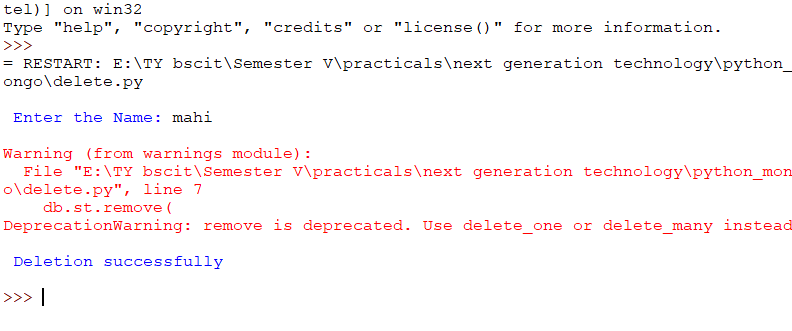 tel)] on win32
Type "help", "copyright", "credits" or "license()" for more information.
>>>
= RESTART: E:\TY bscit\Semester V\practicals\next generation technology\python_
ongo\delete.py
Enter the Name: mahi
Warning (from warnings module):
File "E:\TY bscit\Semester V\practicals\next generation technology\python_mon
o\delete.py", line 7
db.st.remove(
DeprecationWarning: remove is deprecated. Use delete_one or delete_many instead
Deletion successfully
>>>